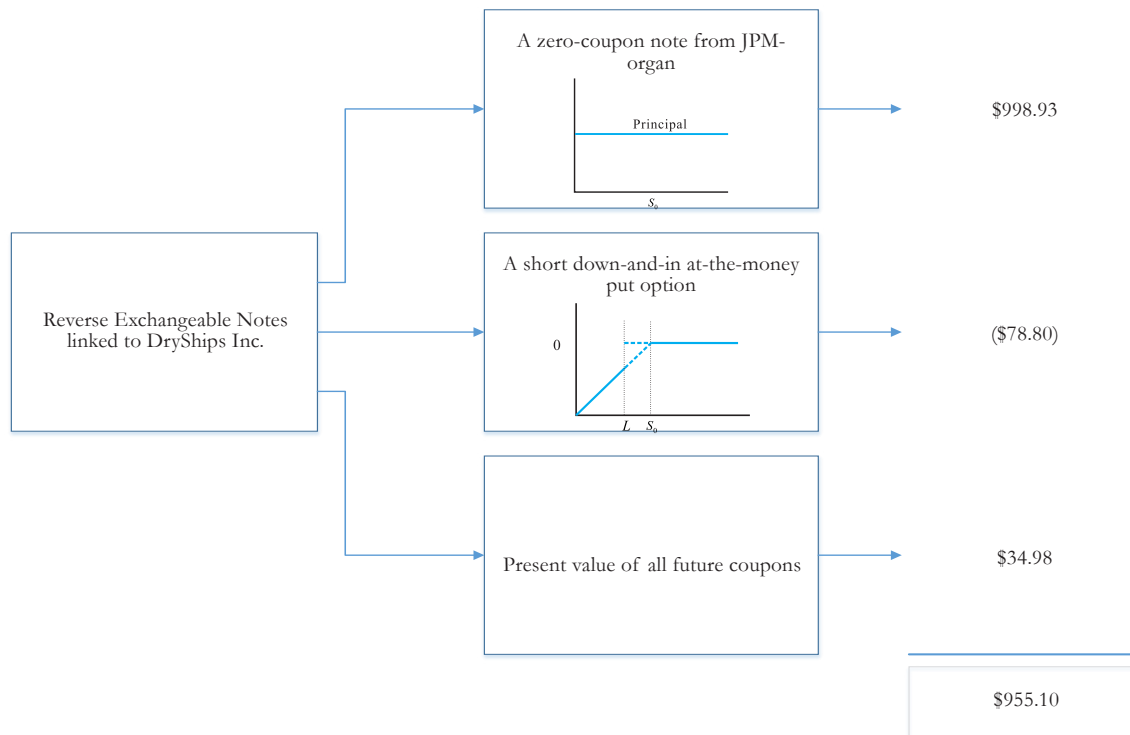 Reverse Exchangeable Notes
linked to DryShips Inc.
A zero-coupon note from JPM-
organ
Principal
S₀
$998.93
A short down-and-in at-the-money
put option
0
L S₀
($78.80)
Present value of all future coupons
$34.98
$955.10